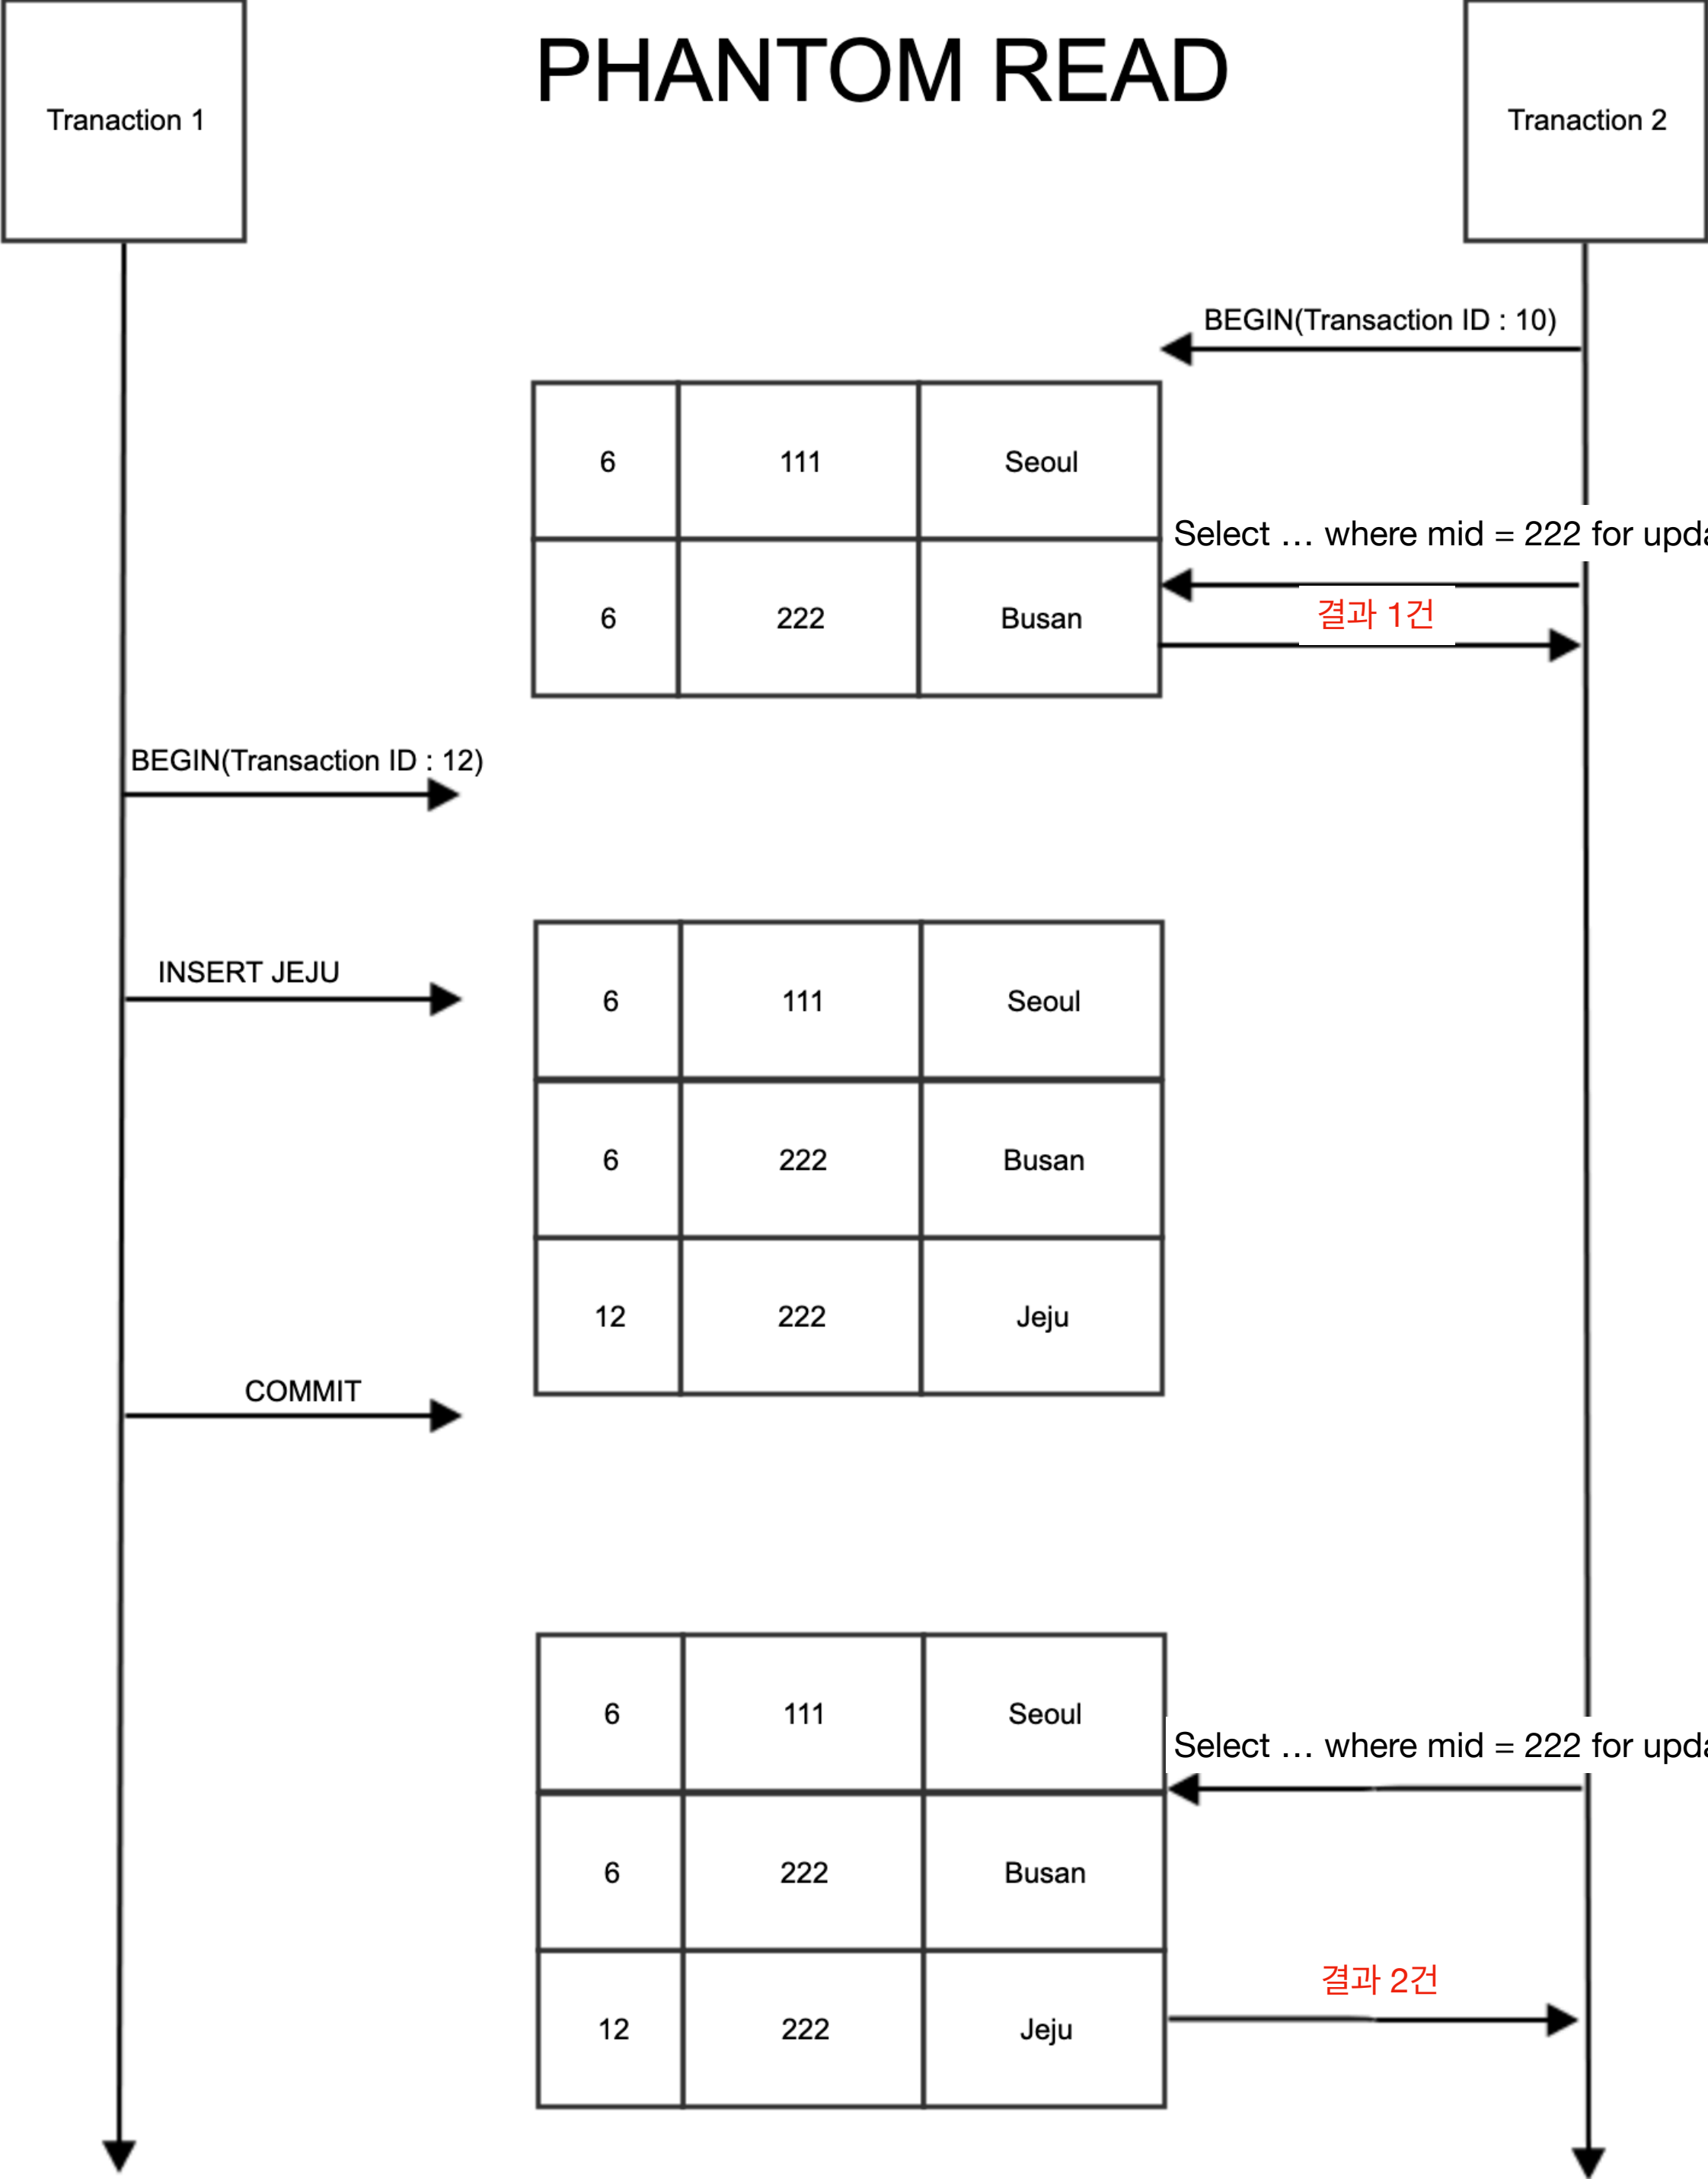 PHANTOM READ
Tranaction 1
Tranaction 2
BEGIN(Transaction ID : 10)
6 111 Seoul
Select … where mid = 222 for upda
6 222 Busan
결과 1건
BEGIN(Transaction ID : 12)
INSERT JEJU
6 111 Seoul
6 222 Busan
12 222 Jeju
COMMIT
6 111 Seoul
Select … where mid = 222 for upda
6 222 Busan
결과 2건
12 222 Jeju